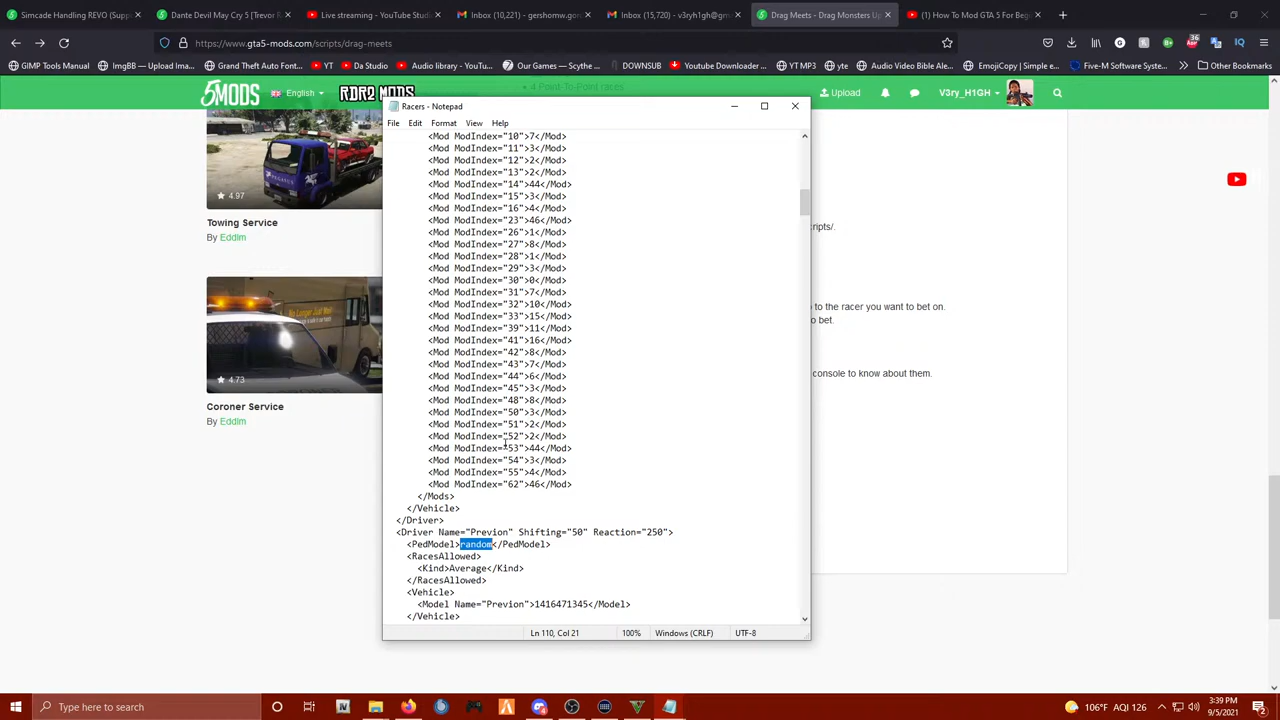 Simcade Handling REVO (Supp
Dante Devil May Cry 5 [Trevor R
Live streaming - YouTube Studi
Inbox (10,221) - gershomw.gov
Inbox (15,720) - v3ryh1gh@gm
Drag Meets - Drag Monsters Up
(1) How To Mod GTA 5 For Begi
https://www.gta5-mods.com/scripts/drag-meets
GIMP Tools Manual
ImgBB — Upload Ima…
Grand Theft Auto Font…
YT
Da Studio
Audio library - YouTu…
Our Games — Scythe …
DOWNSUB
Youtube Downloader …
YT MP3
yte
Audio Video Bible Ale…
EmojiCopy | Simple e…
Five-M Software Syste…
Other Bookmarks
5MODS
English
RDR2 MODS
4 Point-To-Point races
Upload
V3ry_H1GH
4.97
Towing Service
By Eddlm
4.73
Coroner Service
By Eddlm
cripts/.
to the racer you want to bet on.
o bet.
console to know about them.
Racers - Notepad
File Edit Format View Help
<Mod ModIndex="10">7</Mod>
<Mod ModIndex="11">3</Mod>
<Mod ModIndex="12">2</Mod>
<Mod ModIndex="13">2</Mod>
<Mod ModIndex="14">44</Mod>
<Mod ModIndex="15">3</Mod>
<Mod ModIndex="16">4</Mod>
<Mod ModIndex="23">46</Mod>
<Mod ModIndex="26">1</Mod>
<Mod ModIndex="27">8</Mod>
<Mod ModIndex="28">1</Mod>
<Mod ModIndex="29">3</Mod>
<Mod ModIndex="30">0</Mod>
<Mod ModIndex="31">7</Mod>
<Mod ModIndex="32">10</Mod>
<Mod ModIndex="33">15</Mod>
<Mod ModIndex="39">11</Mod>
<Mod ModIndex="41">16</Mod>
<Mod ModIndex="42">8</Mod>
<Mod ModIndex="43">7</Mod>
<Mod ModIndex="44">6</Mod>
<Mod ModIndex="45">3</Mod>
<Mod ModIndex="48">8</Mod>
<Mod ModIndex="50">3</Mod>
<Mod ModIndex="51">2</Mod>
<Mod ModIndex="52">2</Mod>
<Mod ModIndex="53">44</Mod>
<Mod ModIndex="54">3</Mod>
<Mod ModIndex="55">4</Mod>
<Mod ModIndex="62">46</Mod>
</Mods>
</Vehicle>
</Driver>
<Driver Name="Previon" Shifting="50" Reaction="250">
<PedModel>random</PedModel>
<RacesAllowed>
<Kind>Average</Kind>
</RacesAllowed>
<Vehicle>
<Model Name="Previon">1416471345</Model>
</Vehicle>
Ln 110, Col 21
100%
Windows (CRLF)
UTF-8
Type here to search
106°F AQI 126
3:39 PM
9/5/2021